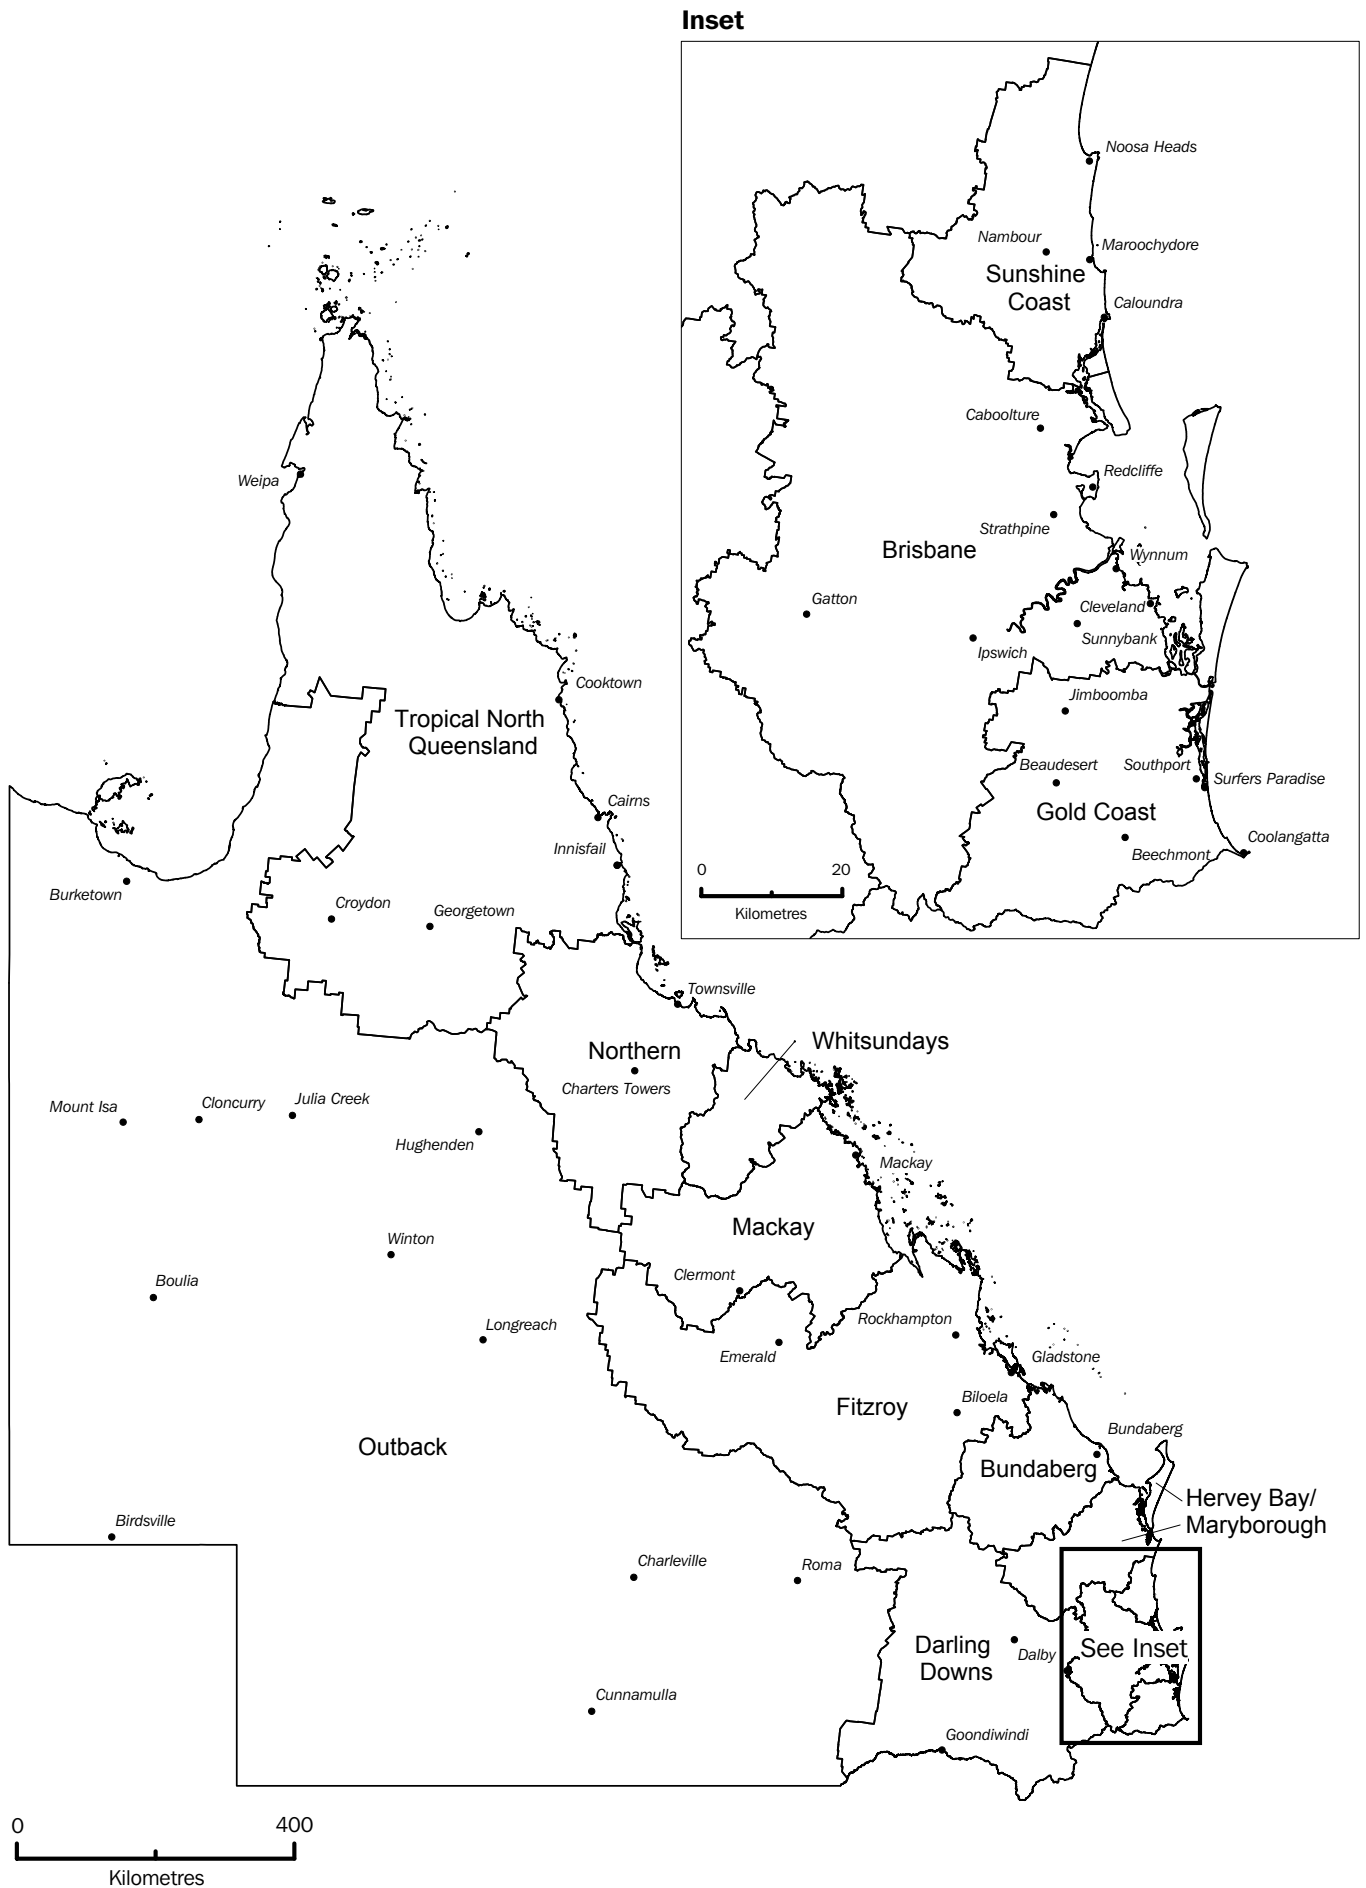 Inset
Noosa Heads
Nambour
Maroochydore
Sunshine
Coast
Caloundra
Caboolture
Redcliffe
Strathpine
Brisbane
Wynnum
Gatton
Cleveland
Sunnybank
Ipswich
Jimboomba
Beaudesert
Southport
Surfers Paradise
Gold Coast
Coolangatta
Beechmont
0 20
Kilometres
Weipa
Cooktown
Tropical North
Queensland
Cairns
Innisfail
Burketown
Croydon
Georgetown
Townsville
Whitsundays
Northern
Charters Towers
Mount Isa
Cloncurry
Julia Creek
Hughenden
Mackay
Mackay
Winton
Clermont
Boulia
Longreach
Rockhampton
Emerald
Gladstone
Biloela
Fitzroy
Bundaberg
Outback
Bundaberg
Hervey Bay/
Maryborough
Birdsville
Charleville
Roma
Darling
Downs
Dalby
See Inset
Cunnamulla
Goondiwindi
0 400
Kilometres